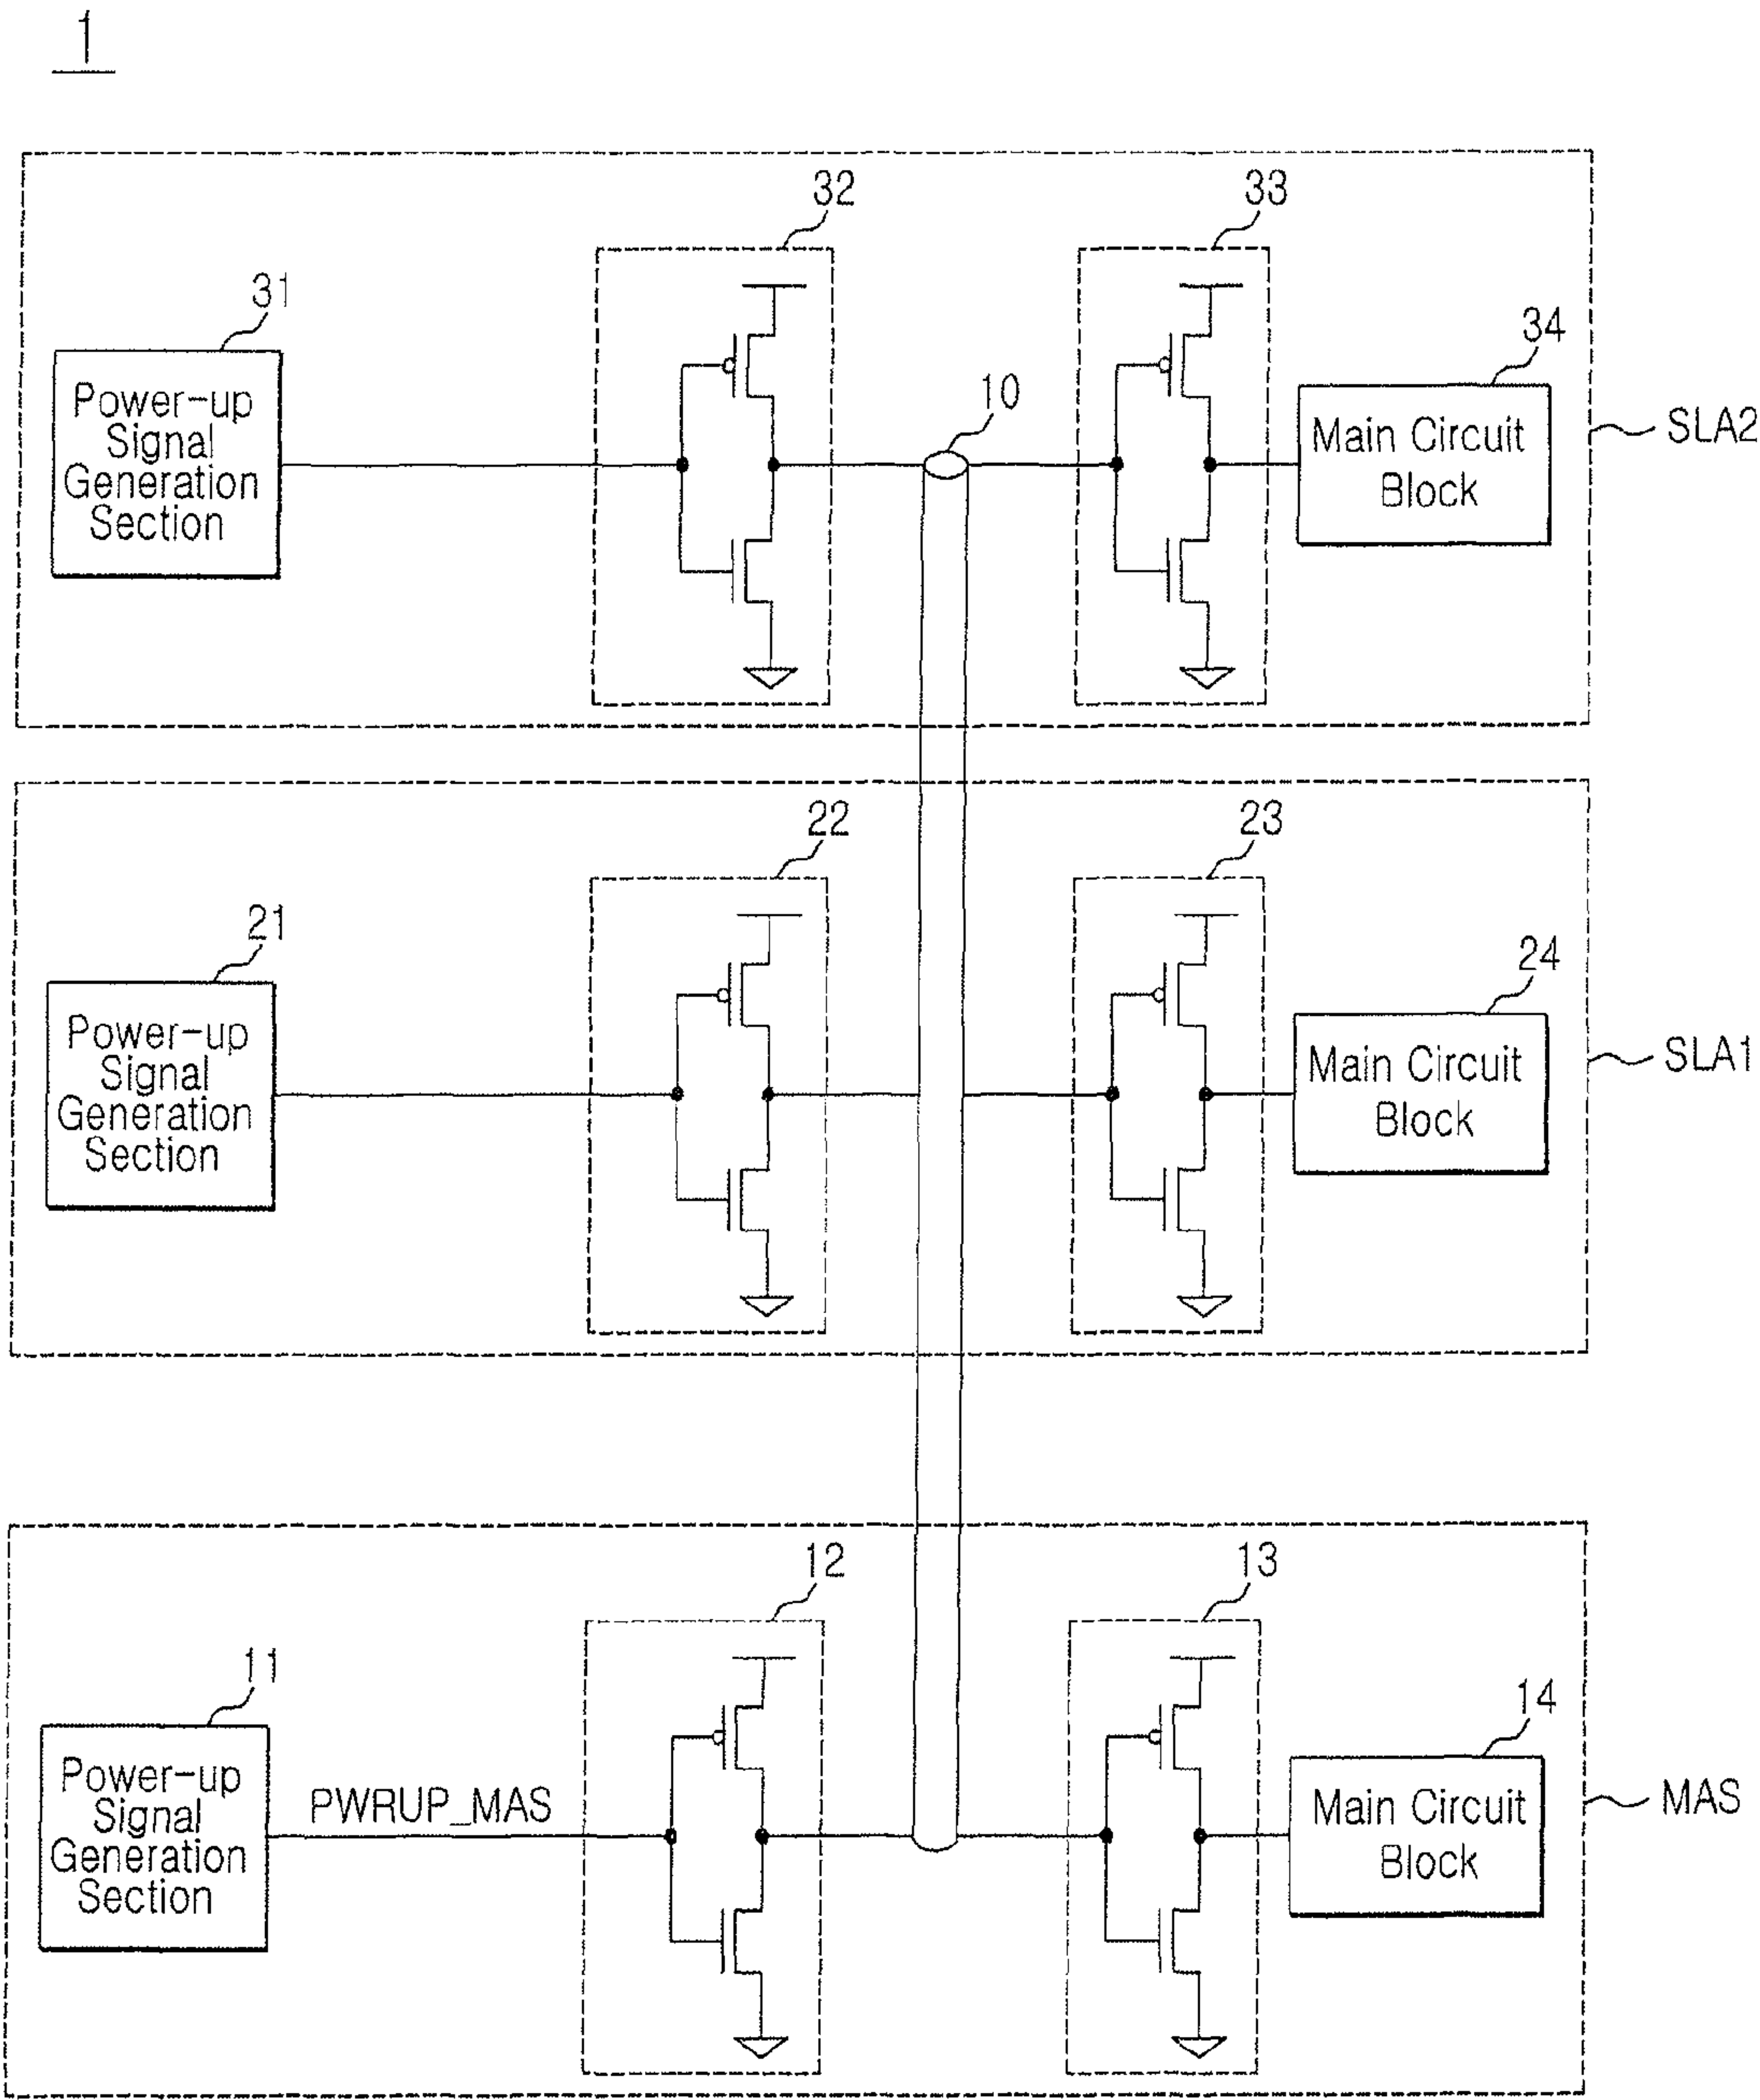 1
32
33
31
34
Power-up
Signal
Generation
Section
10
Main Circuit
Block
SLA2
22
23
21
24
Power-up
Signal
Generation
Section
Main Circuit
Block
SLA1
12
13
11
14
Power-up
Signal
Generation
Section
PWRUP_MAS
Main Circuit
Block
MAS